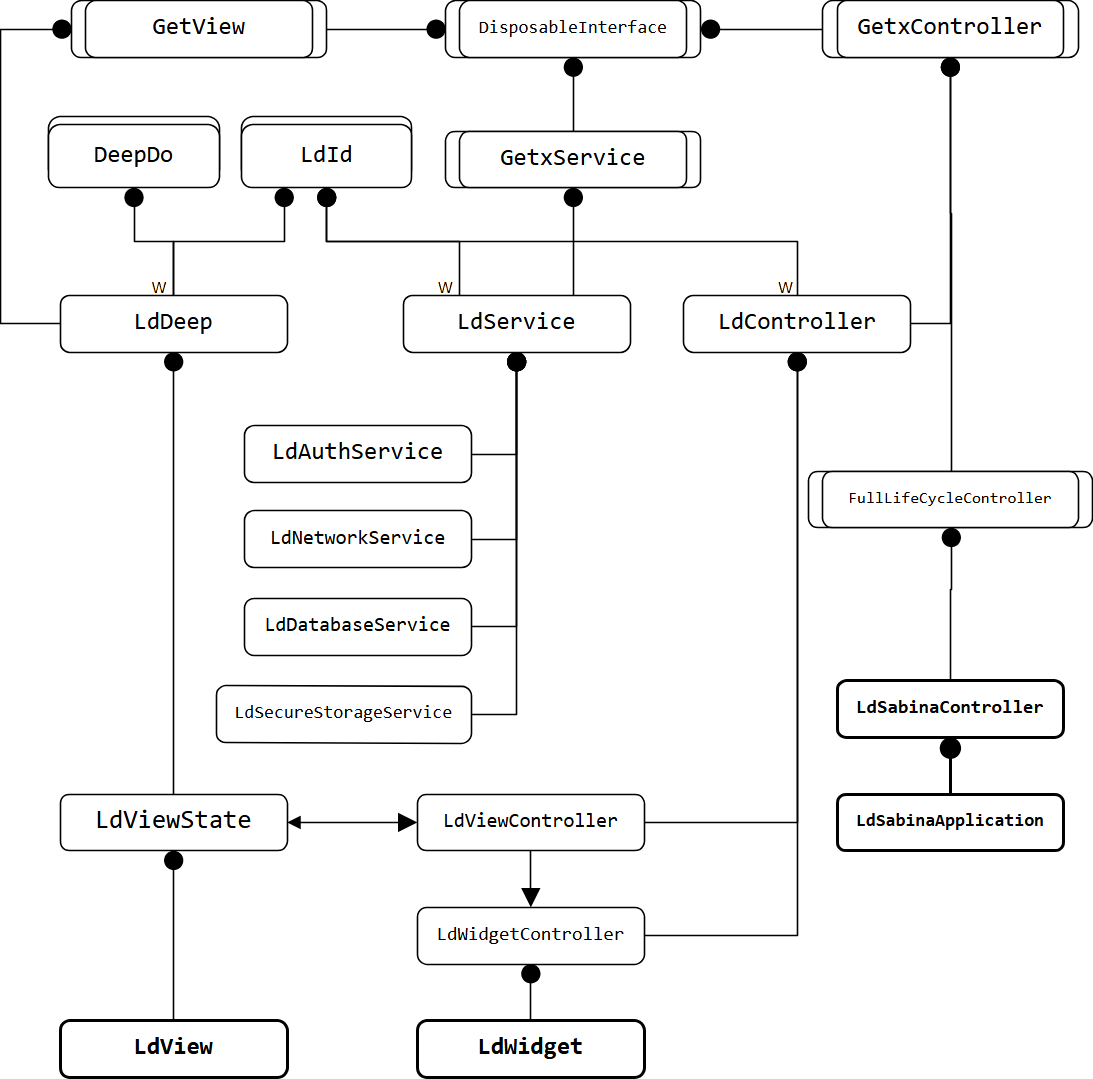 GetView
DisposableInterface
GetxController
DeepDo
LdId
GetxService
W
W
W
LdDeep
LdService
LdController
LdAuthService
FullLifeCycleController
LdNetworkService
LdDatabaseService
LdSecureStorageService
LdSabinaController
LdViewState
LdViewController
LdSabinaApplication
LdWidgetController
LdView
LdWidget